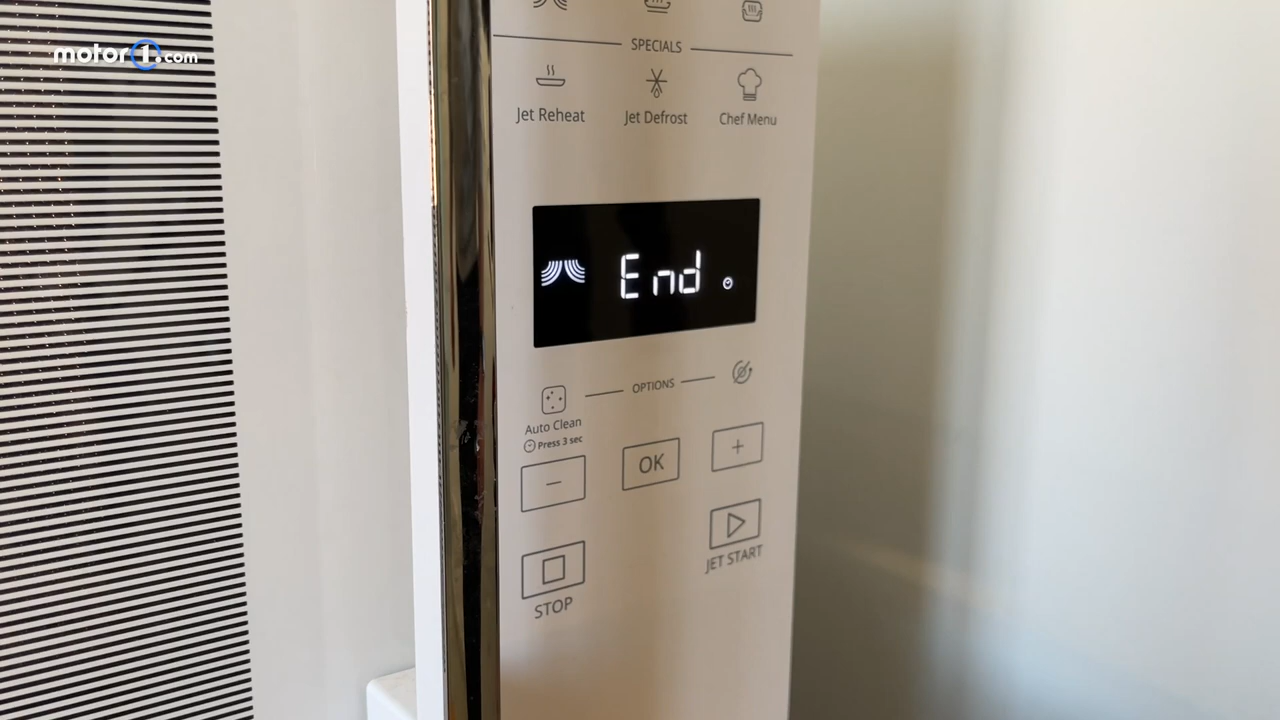 motor1.com
SPECIALS
Jet Reheat
Jet Defrost
Chef Menu
End
OPTIONS
Auto Clean
Press 3 sec
−
OK
+
JET START
STOP